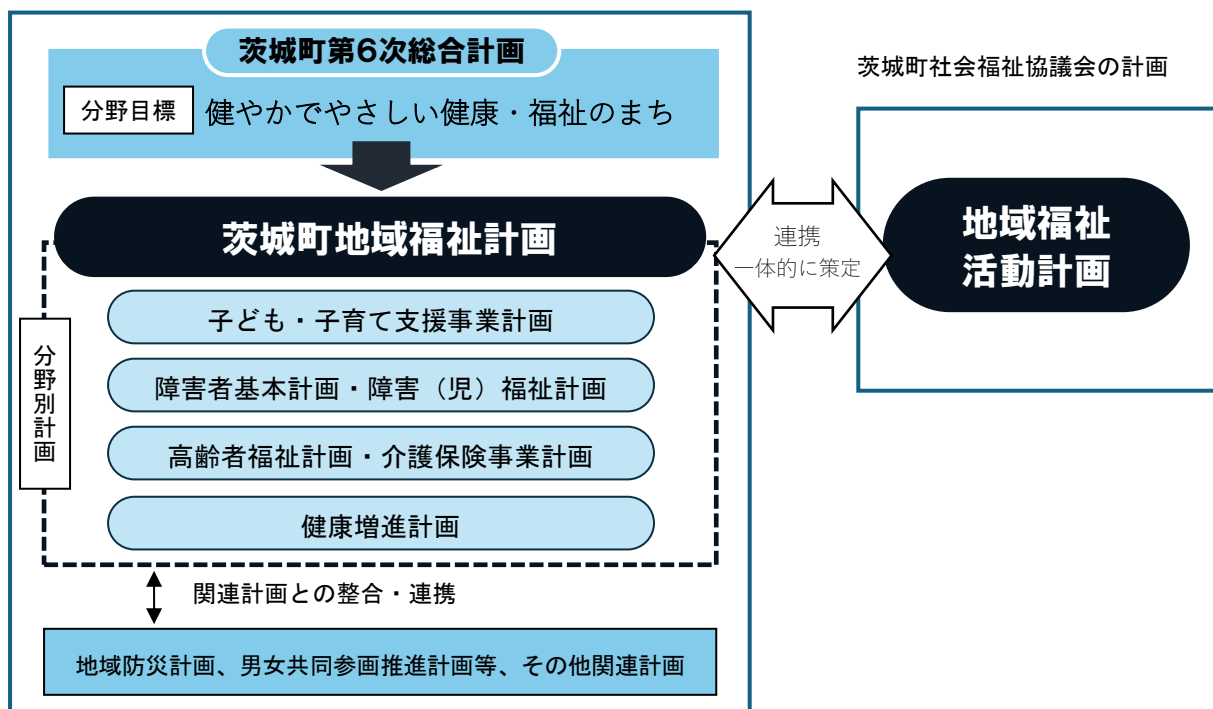 茨城町第6次総合計画
分野目標
健やかでやさしい健康・福祉のまち
茨城町地域福祉計画
分野別計画
子ども・子育て支援事業計画
障害者基本計画・障害（児）福祉計画
高齢者福祉計画・介護保険事業計画
健康増進計画
関連計画との整合・連携
地域防災計画、男女共同参画推進計画等、その他関連計画
連携
一体的に策定
茨城町社会福祉協議会の計画
地域福祉
活動計画